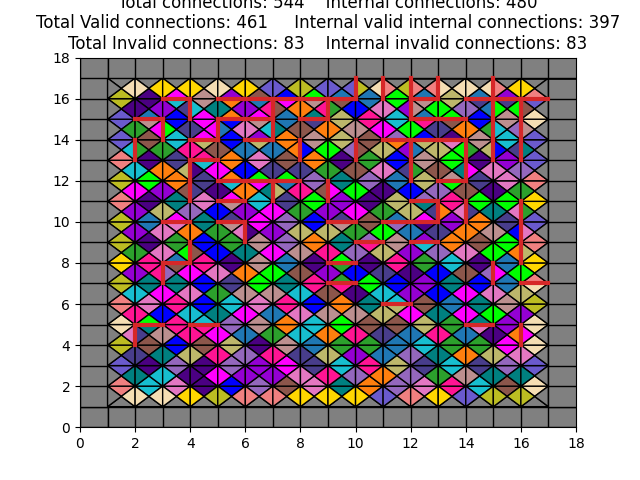 Total connections: 544    Internal connections: 480
Total Valid connections: 461     Internal valid internal connections: 397
Total Invalid connections: 83    Internal invalid connections: 83
18
16
14
12
10
8
6
4
2
0
0 2 4 6 8 10 12 14 16 18